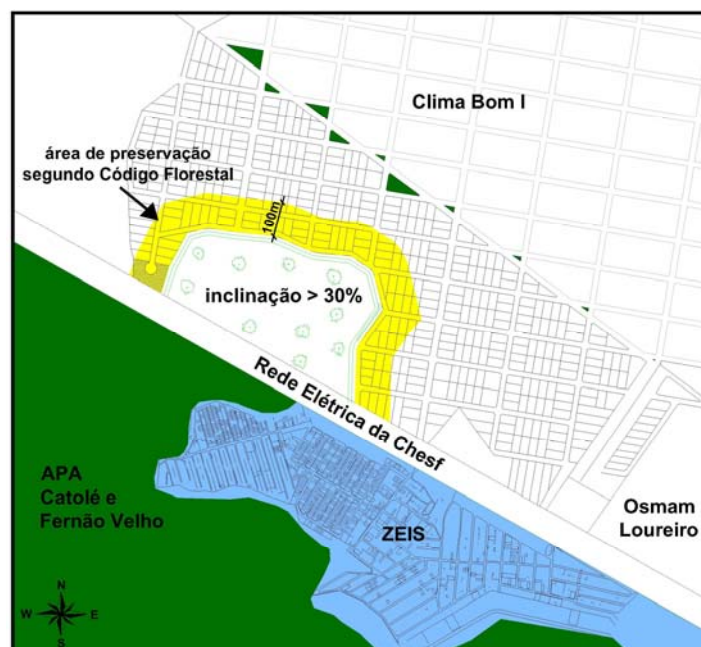 Clima Bom I
área de preservação
segundo Código Florestal
100m
inclinação > 30%
Rede Elétrica da Chesf
APA
Catolé e
Fernão Velho
ZEIS
Osmam
Loureiro
N
W
E
S